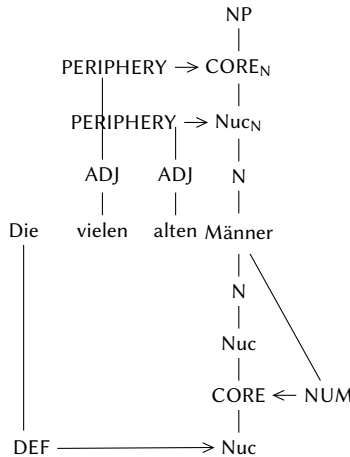 NP
PERIPHERY → CORE_N
PERIPHERY → Nuc_N
ADJ ADJ N
Die vielen alten Männer
N
Nuc
CORE ← NUM
DEF → Nuc